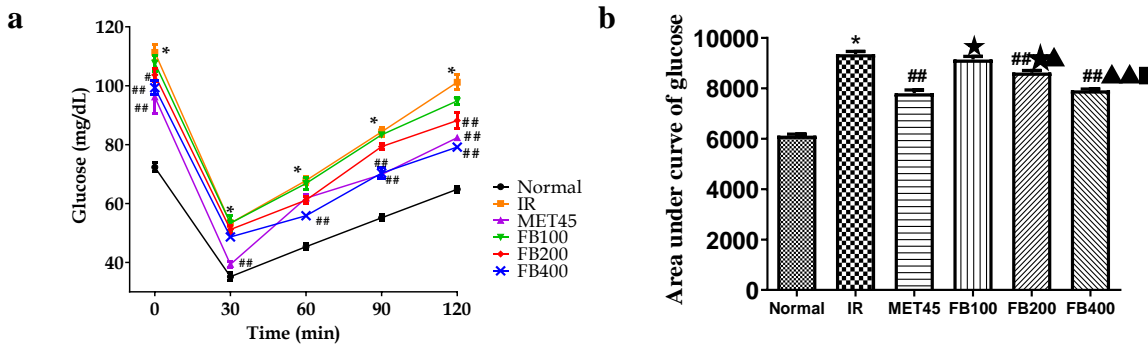 a
120
100
80
60
40
Glucose (mg/dL)
0 30 60 90 120
Time (min)
*
#
##
##
*
##
*
##
*
##
##
*
##
##
##
Normal
IR
MET45
FB100
FB200
FB400
b
10000
8000
6000
4000
2000
0
Area under curve of glucose
* ## ★ ##★▲ ##▲▲■
Normal IR MET45 FB100 FB200 FB400